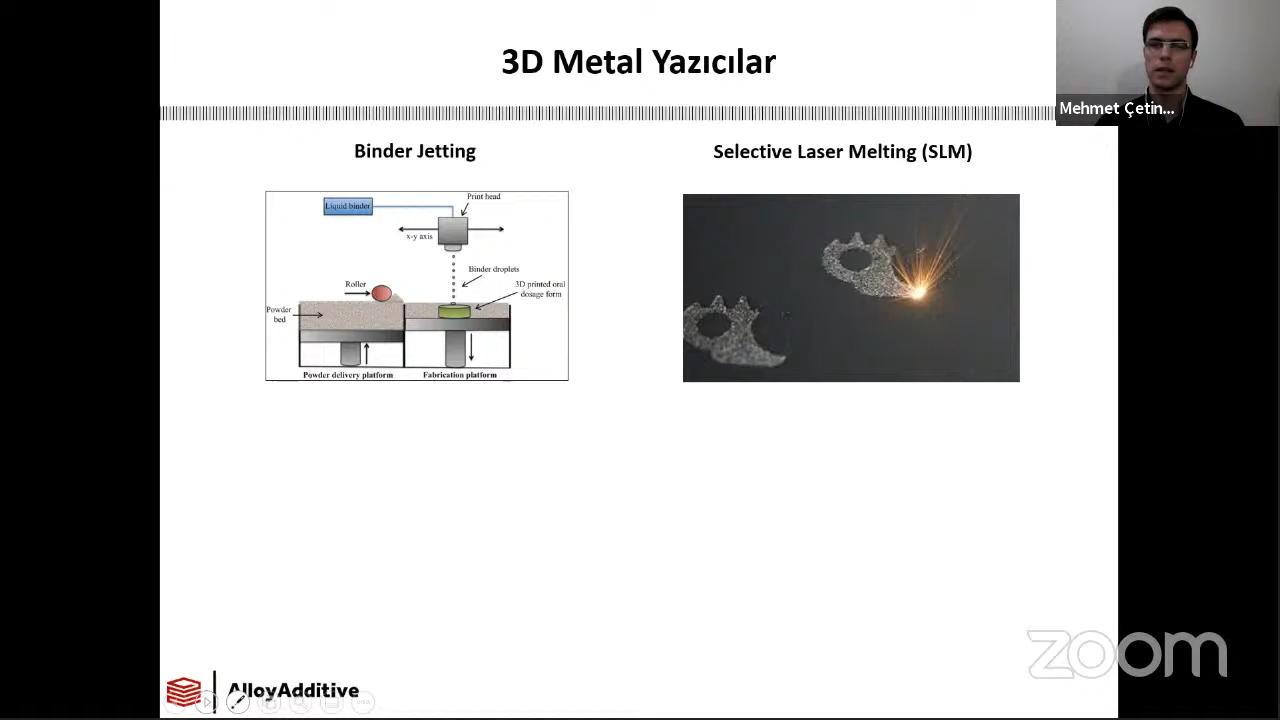 3D Metal Yazıcılar
Mehmet Çetin...
Binder Jetting
Selective Laser Melting (SLM)
Liquid binder
Print head
x-y axis
Binder droplets
Roller
3D printed oral
dosage form
Powder
bed
Powder delivery platform
Fabrication platform
zoom
AlloyAdditive